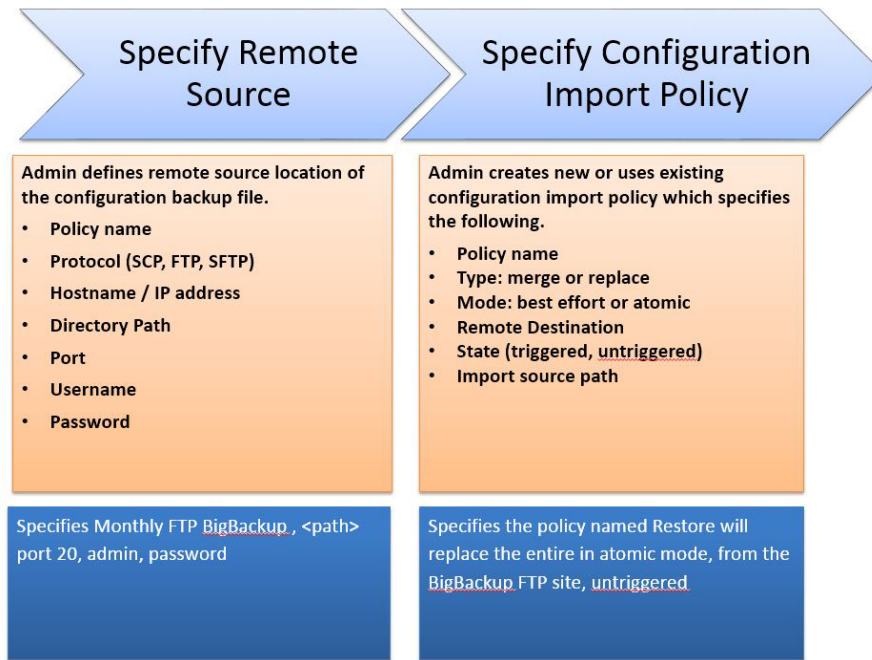 Specify Remote
Source
Specify Configuration
Import Policy
Admin defines remote source location of
the configuration backup file.
• Policy name
• Protocol (SCP, FTP, SFTP)
• Hostname / IP address
• Directory Path
• Port
• Username
• Password
Admin creates new or uses existing
configuration import policy which specifies
the following.
• Policy name
• Type: merge or replace
• Mode: best effort or atomic
• Remote Destination
• State (triggered, untriggered)
• Import source path
Specifies Monthly FTP BigBackup , <path>
port 20, admin, password
Specifies the policy named Restore will
replace the entire in atomic mode, from the
BigBackup FTP site, untriggered